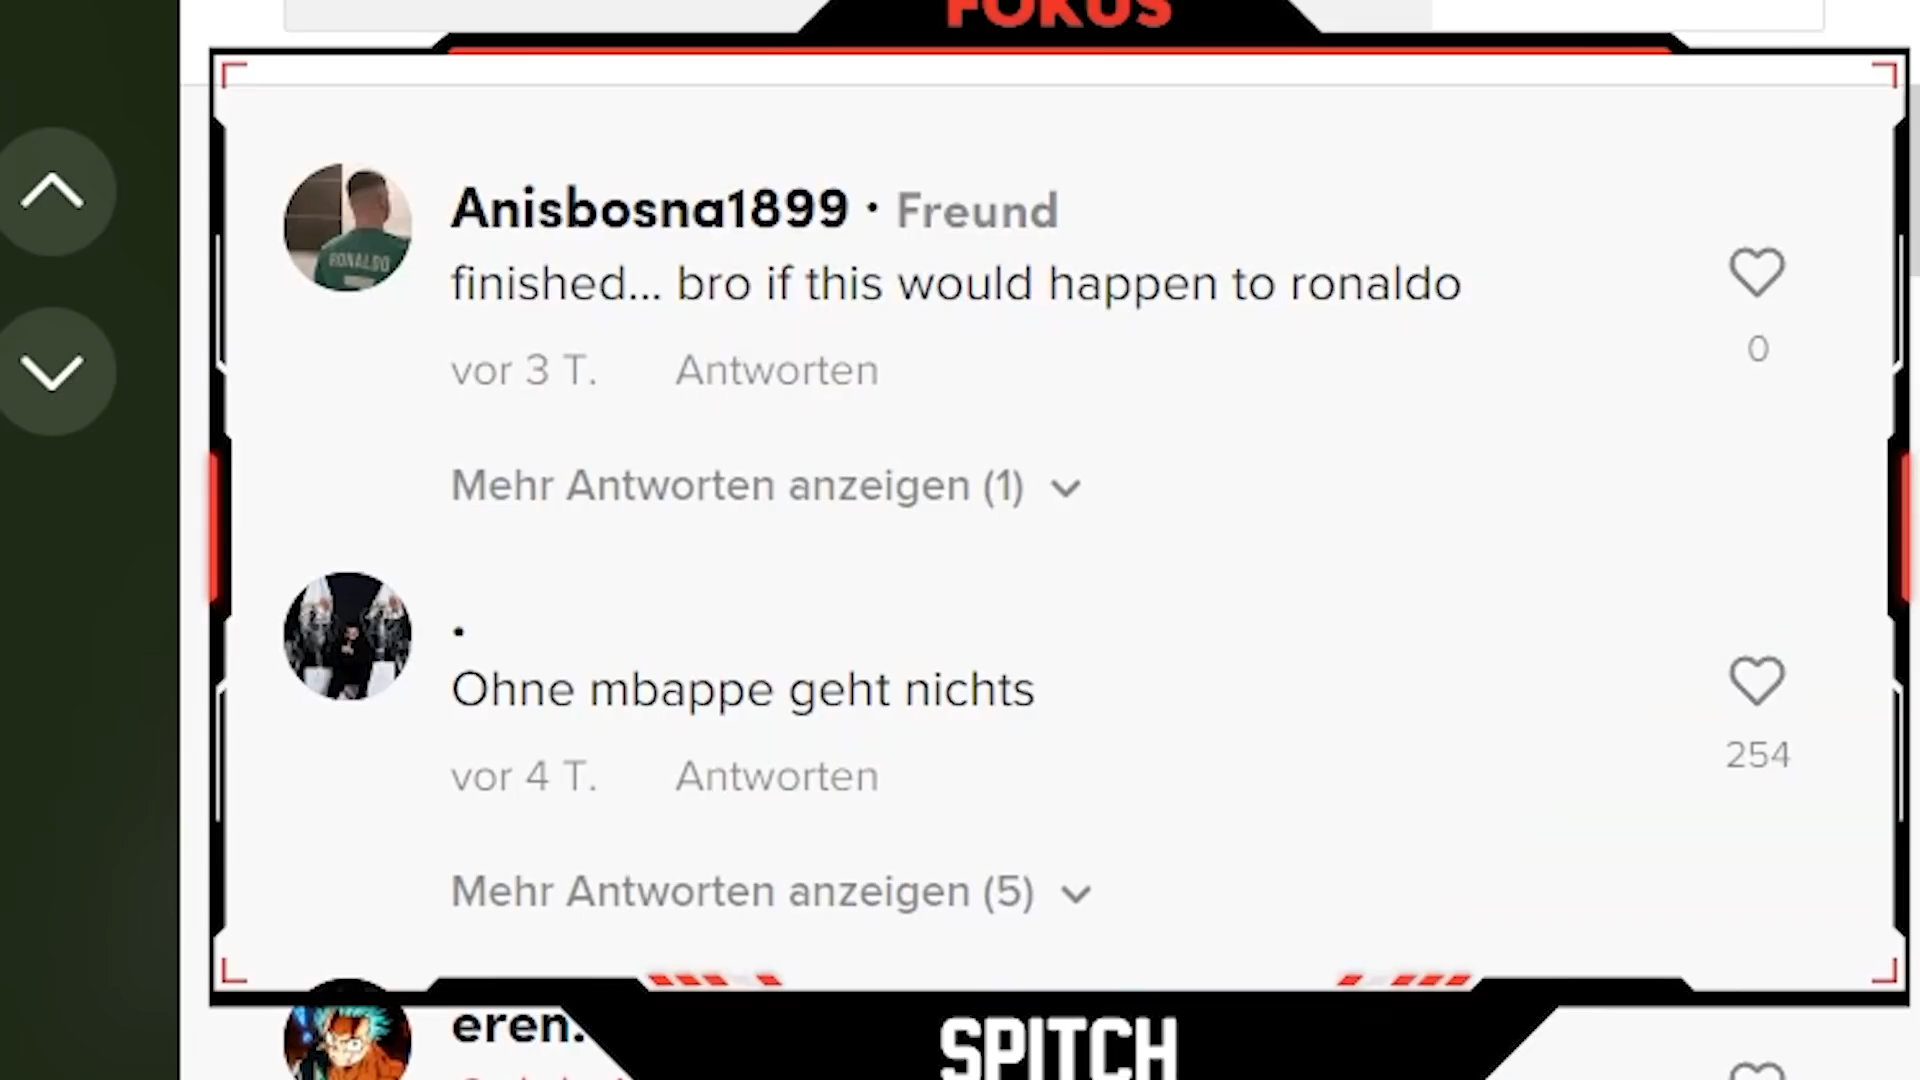 FOKUS
Anisbosna1899 · Freund
finished... bro if this would happen to ronaldo
0
vor 3 T. Antworten
Mehr Antworten anzeigen (1)
.
Ohne mbappe geht nichts
254
vor 4 T. Antworten
Mehr Antworten anzeigen (5)
eren.
SPITCH
RONALDO